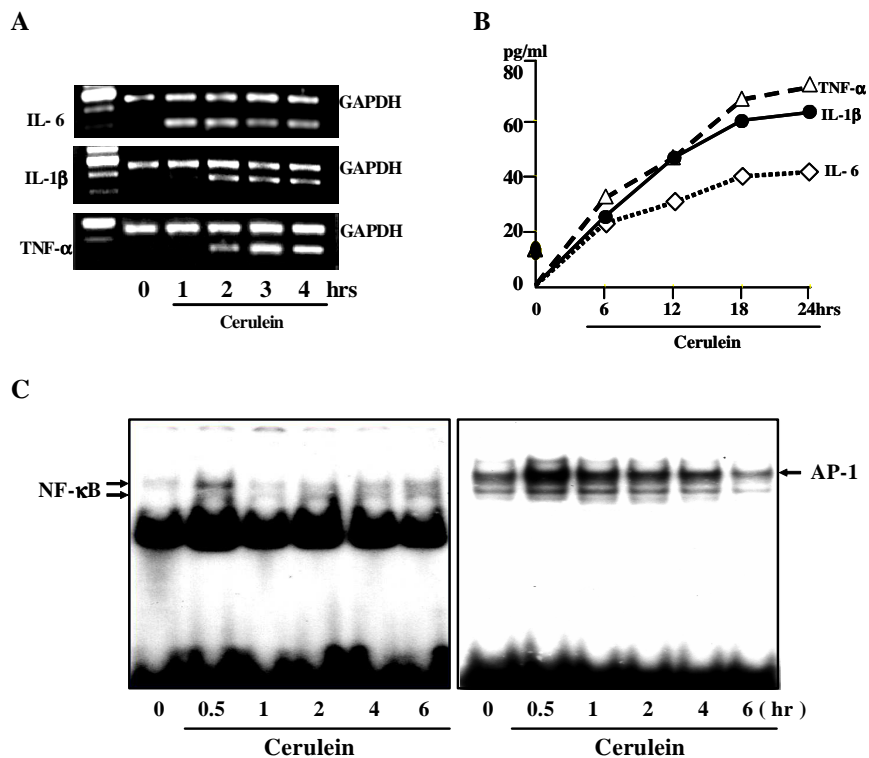 A
IL- 6 GAPDH
IL-1β GAPDH
TNF-α GAPDH
0 1 2 3 4 hrs
Cerulein
B
pg/ml
80
60
40
20
0
TNF-α
IL-1β
IL- 6
0 6 12 18 24hrs
Cerulein
C
NF-κB
AP-1
0 0.5 1 2 4 6
Cerulein
0 0.5 1 2 4 6 ( hr )
Cerulein